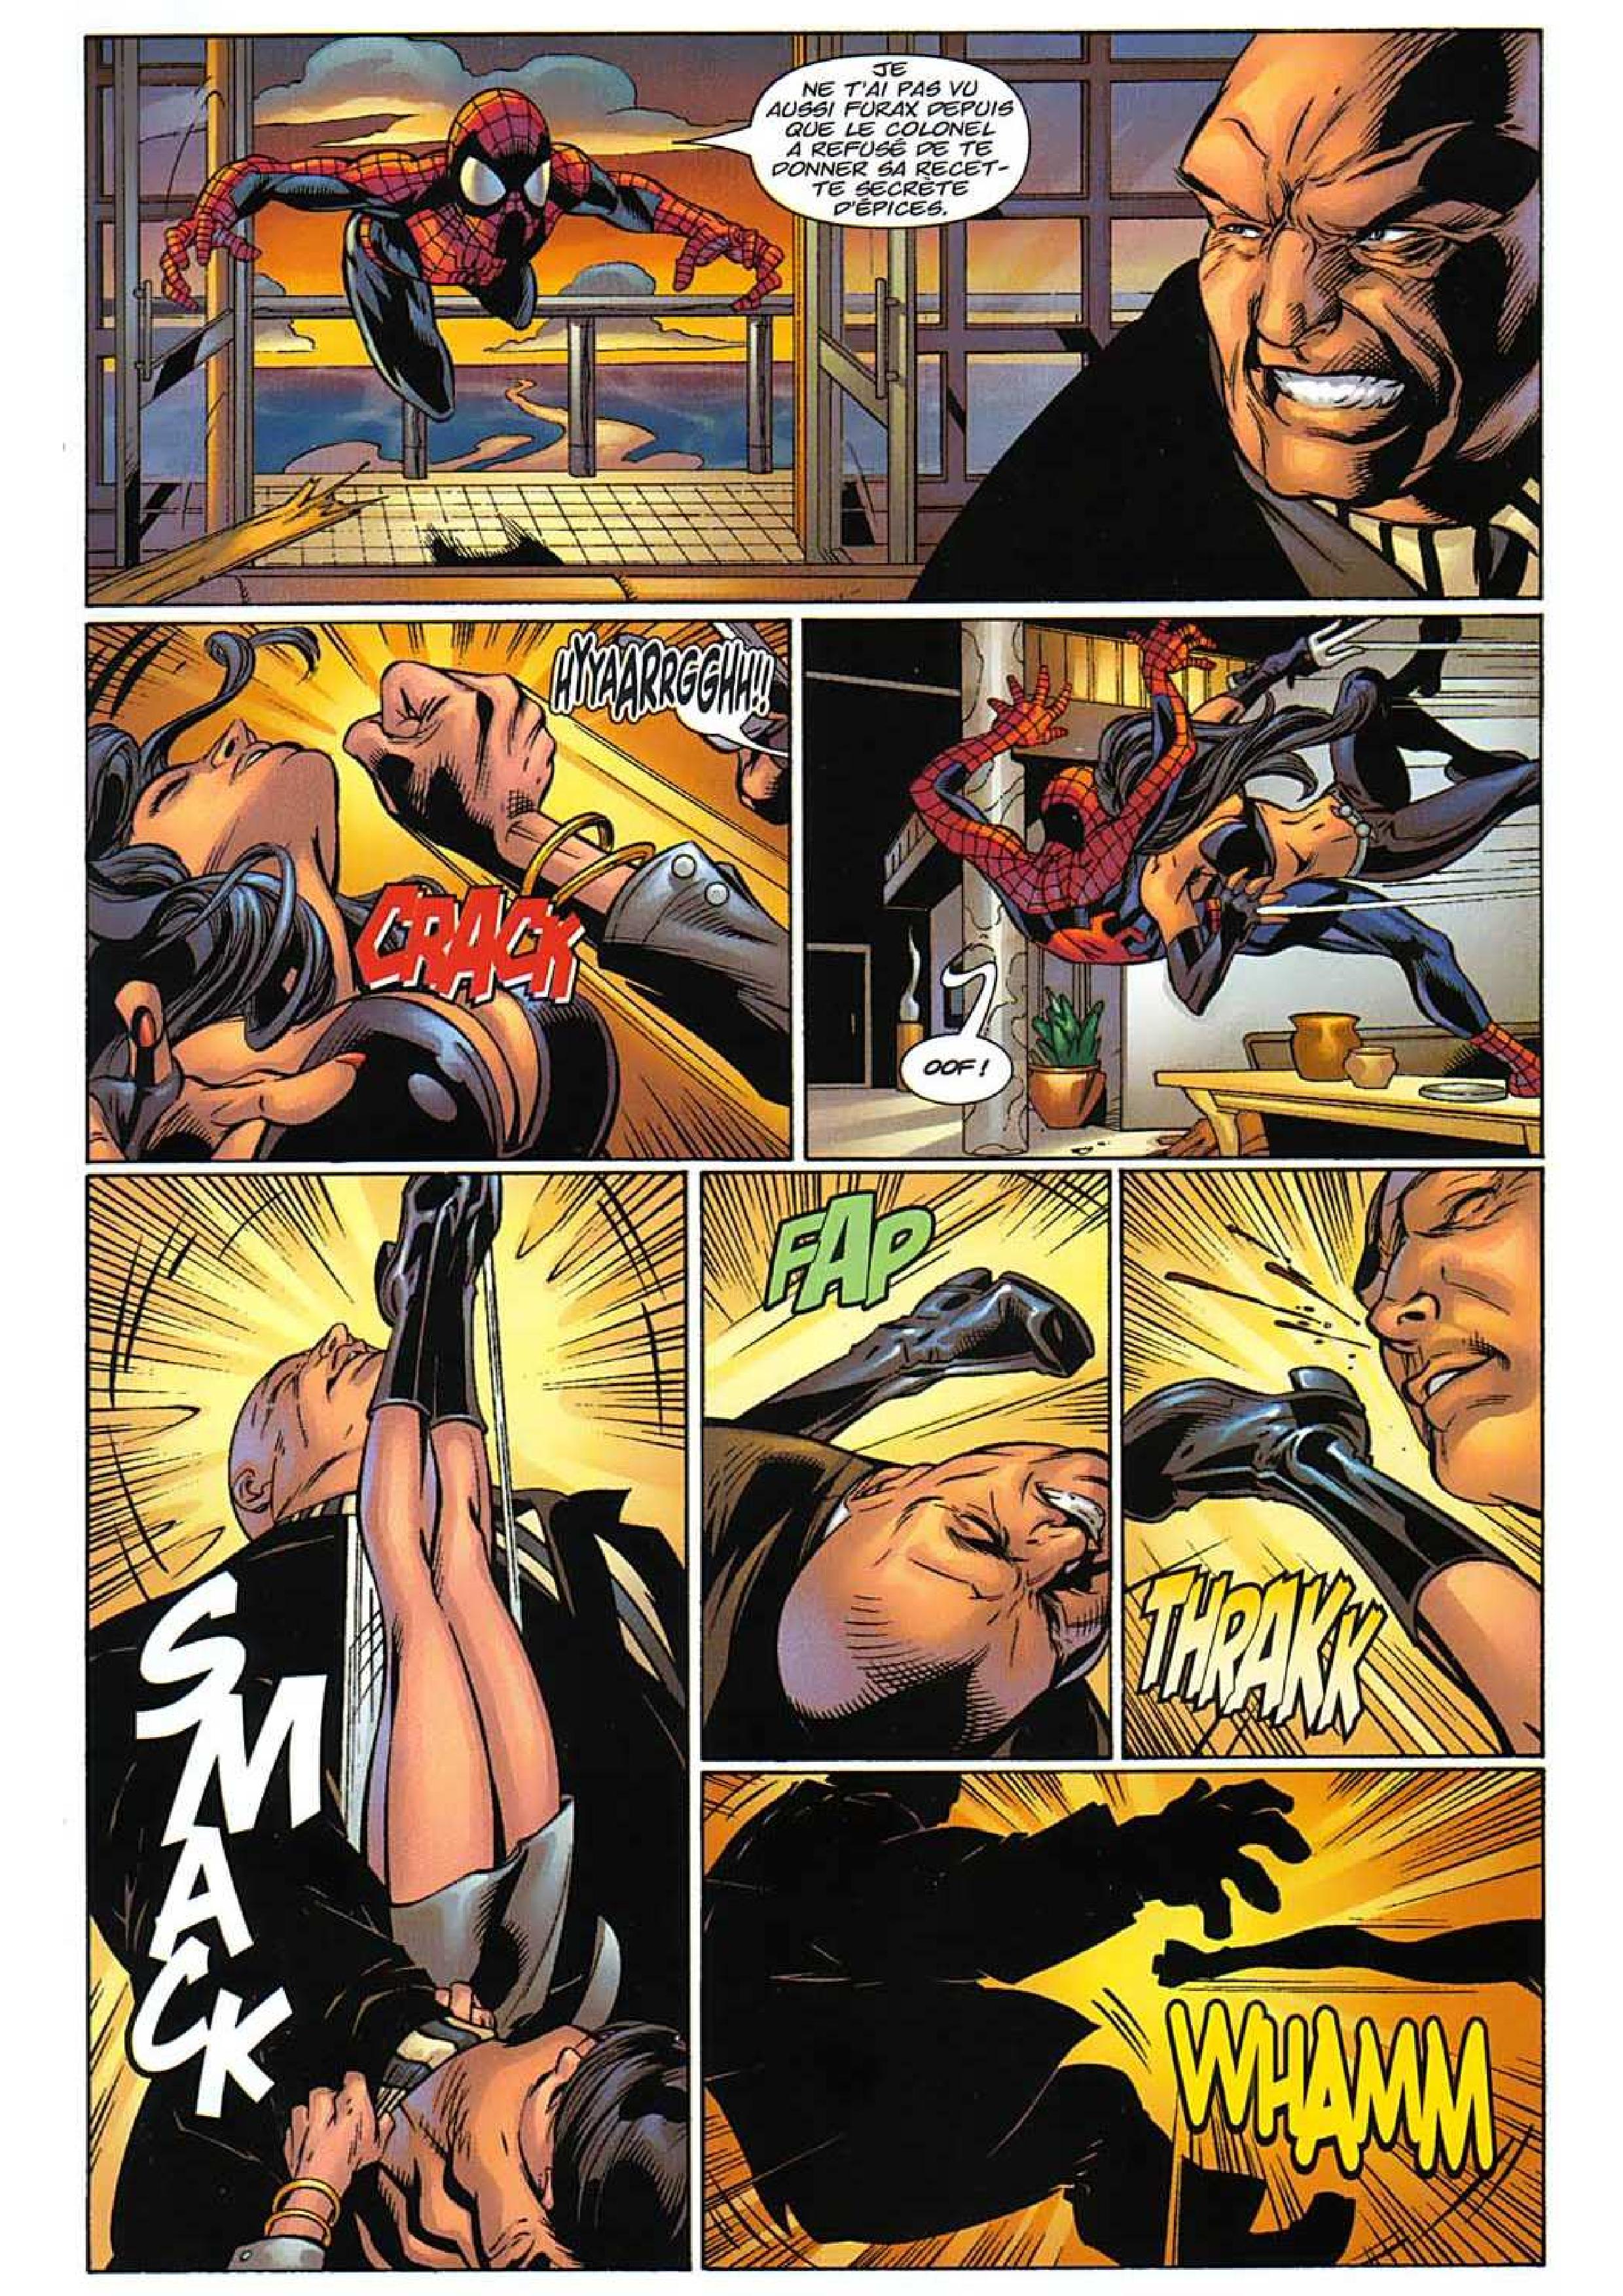 JE
NE T'AI PAS VU
AUSSI FURAX DEPUIS
QUE LE COLONEL
A REFUSÉ DE TE
DONNER SA RECET-
TE SECRÈTE
D'ÉPICES.
HYYAARRGGHH!!
CRACK
OOF!
SMACK
FAP
THRAKK
WHAMM